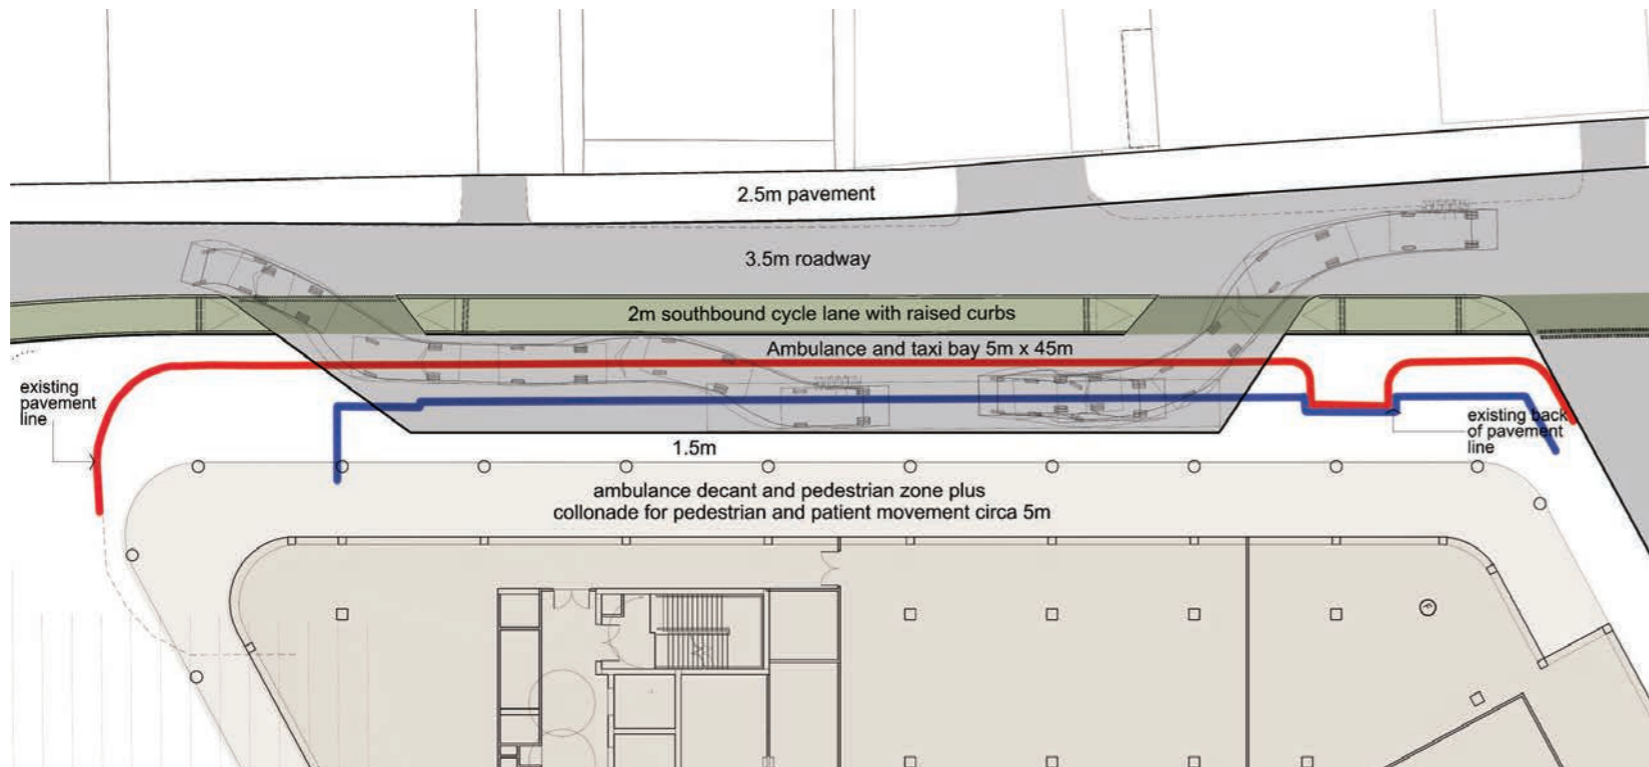 2.5m pavement
3.5m roadway
2m southbound cycle lane with raised curbs
Ambulance and taxi bay 5m x 45m
existing
pavement
line
existing back
of pavement
line
1.5m
ambulance decant and pedestrian zone plus
collonade for pedestrian and patient movement circa 5m